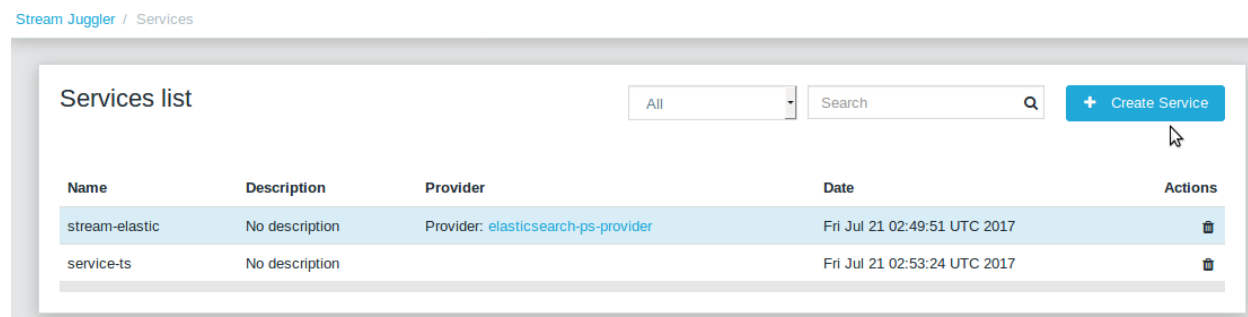 Stream Juggler / Services
Services list
All
Search
+ Create Service
Name Description Provider Date Actions
stream-elastic No description Provider: elasticsearch-ps-provider Fri Jul 21 02:49:51 UTC 2017
service-ts No description Fri Jul 21 02:53:24 UTC 2017